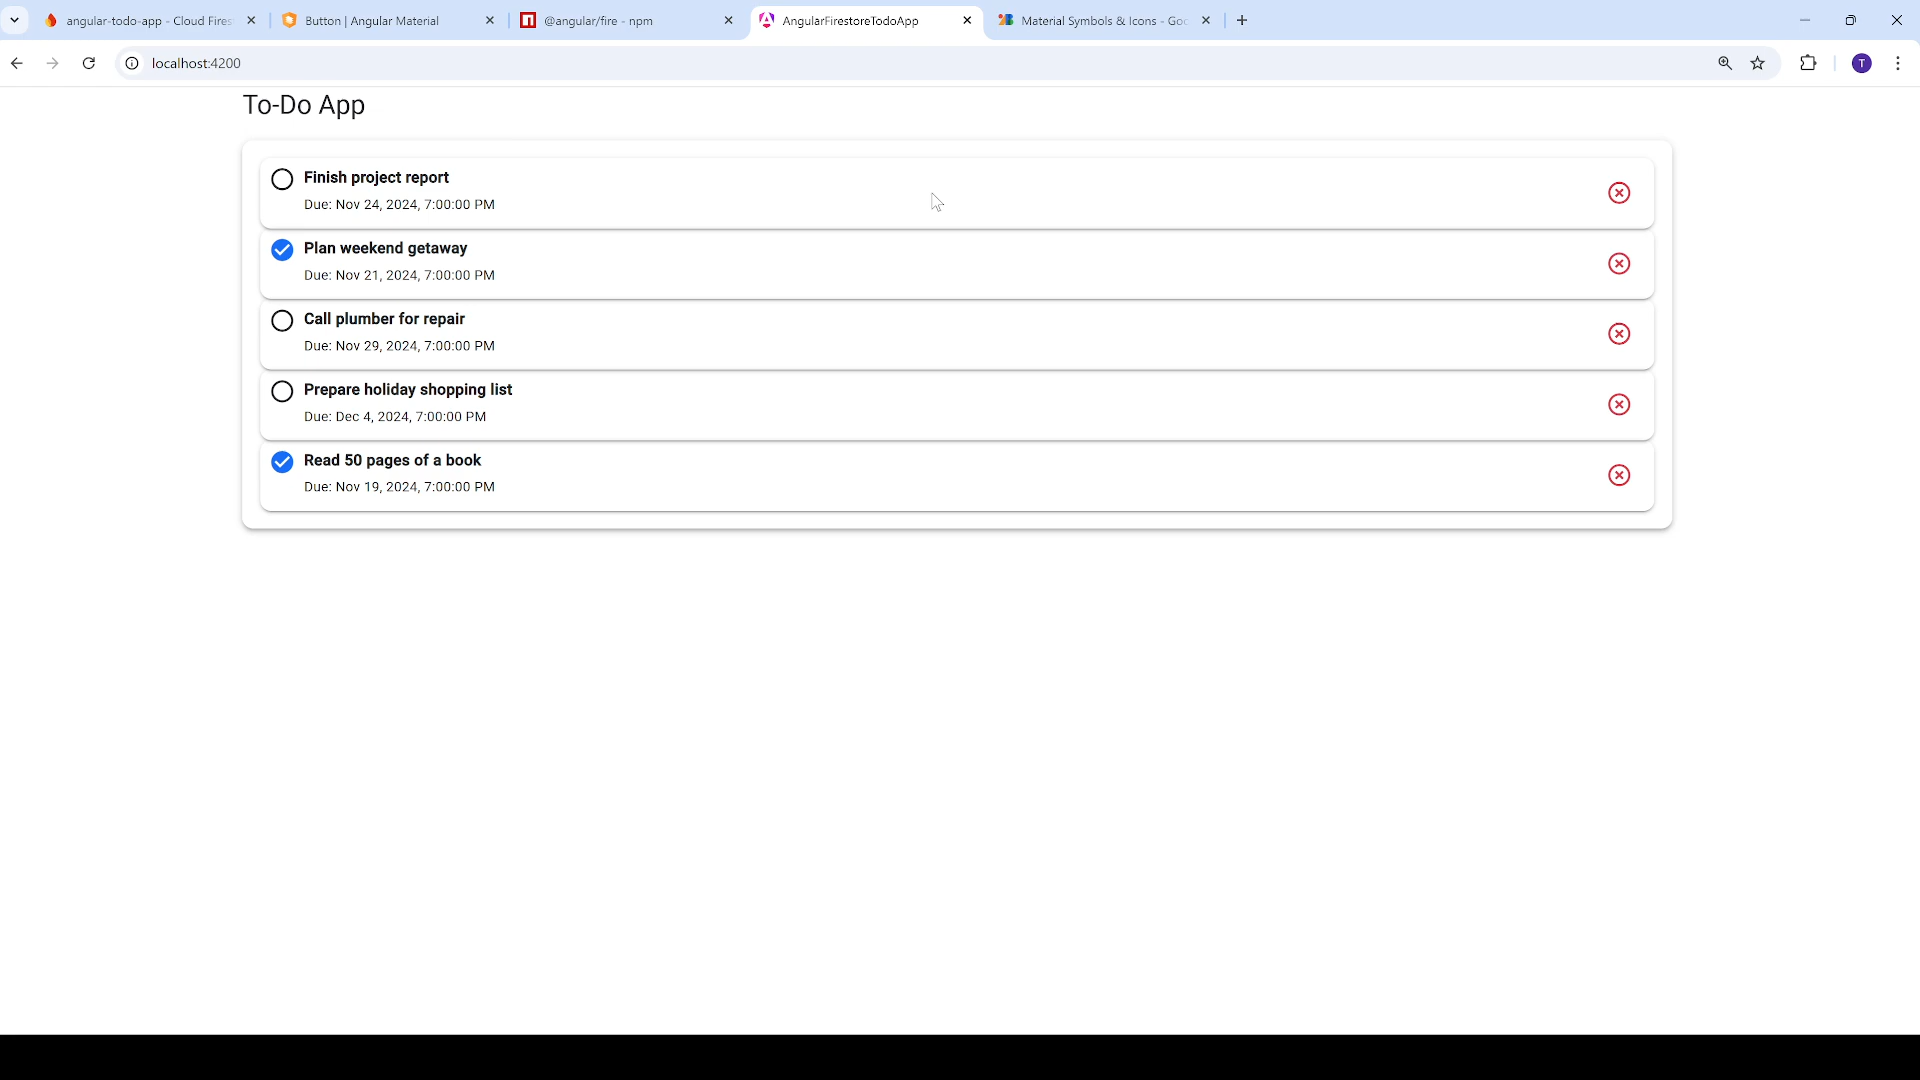 angular-todo-app - Cloud Fires
Button | Angular Material
@angular/fire - npm
AngularFirestoreTodoApp
Material Symbols & Icons - Goo
localhost:4200
T
To-Do App
Finish project report
Due: Nov 24, 2024, 7:00:00 PM
Plan weekend getaway
Due: Nov 21, 2024, 7:00:00 PM
Call plumber for repair
Due: Nov 29, 2024, 7:00:00 PM
Prepare holiday shopping list
Due: Dec 4, 2024, 7:00:00 PM
Read 50 pages of a book
Due: Nov 19, 2024, 7:00:00 PM